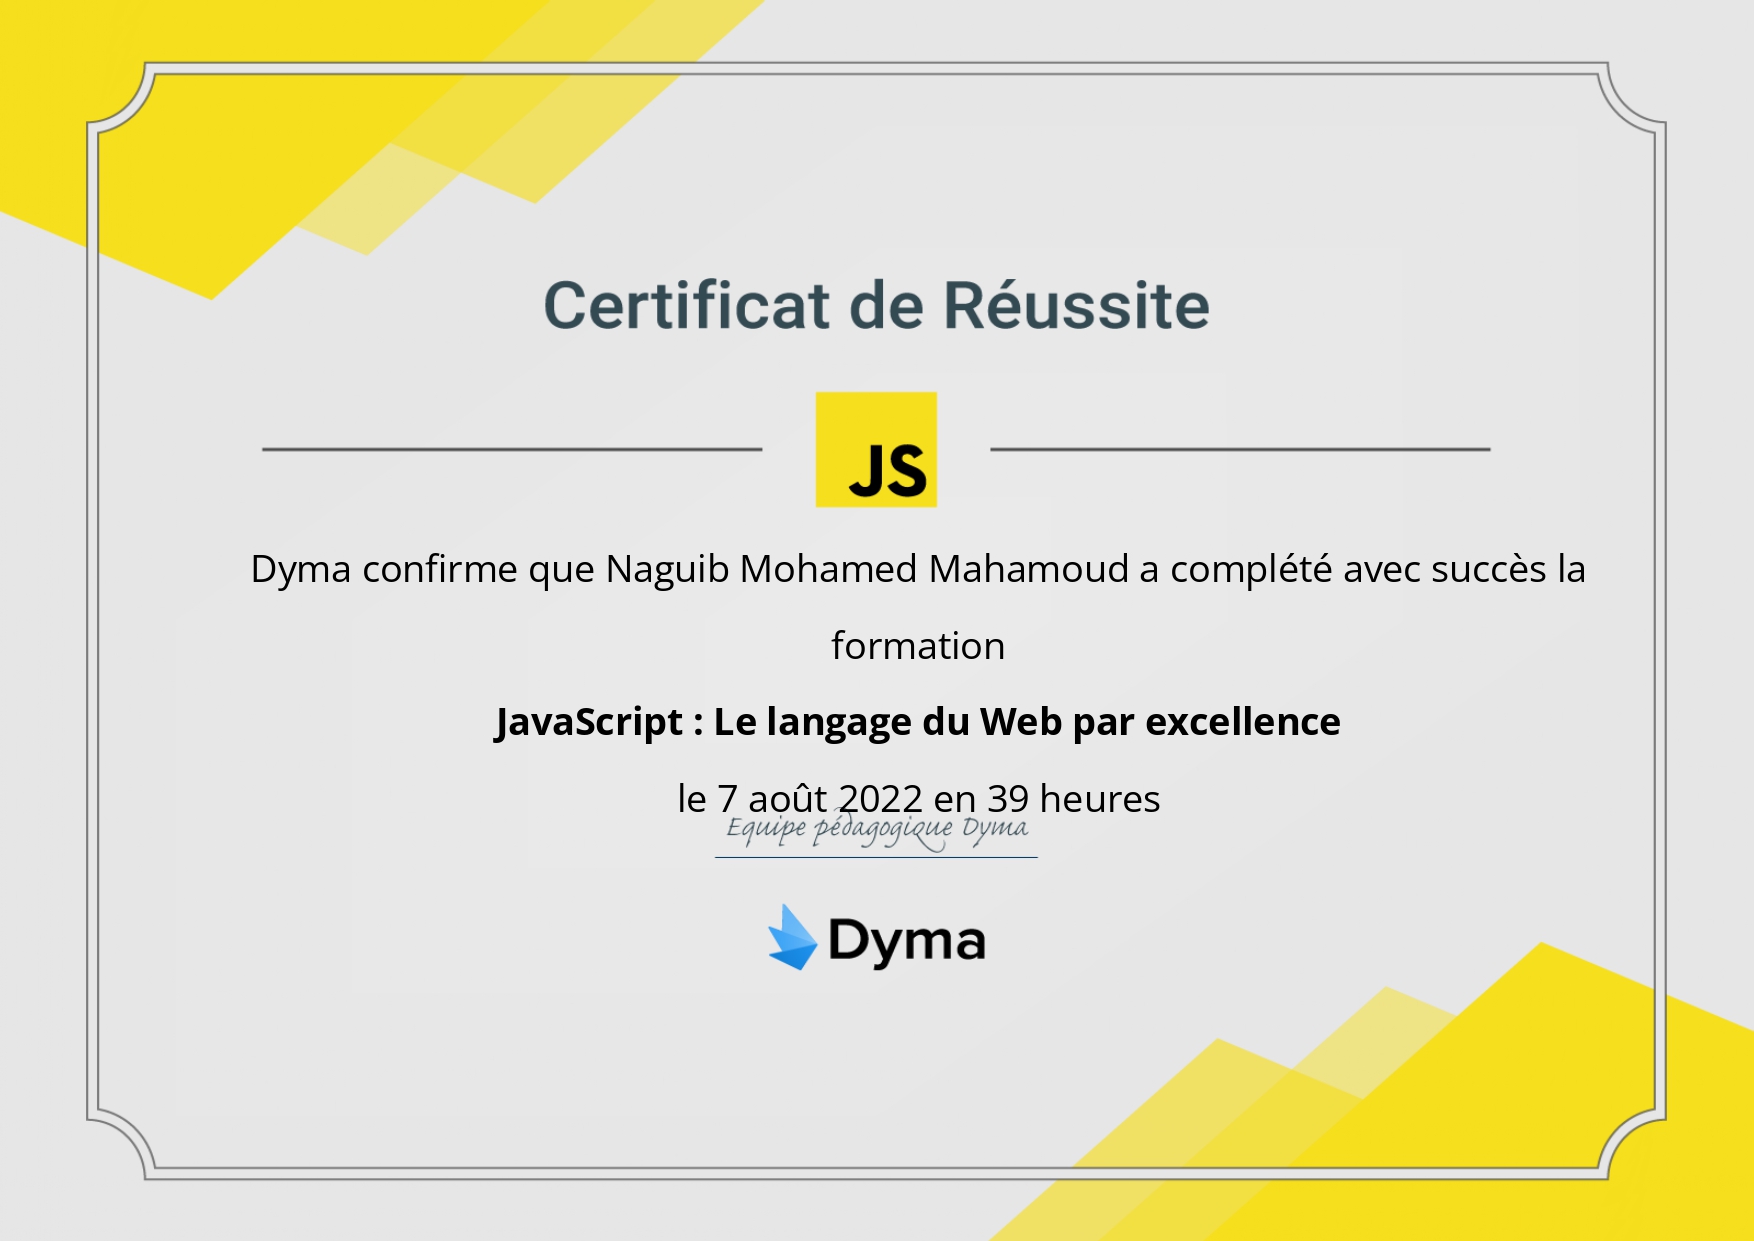 Certificat de Réussite
JS
Dyma confirme que Naguib Mohamed Mahamoud a complété avec succès la
formation
JavaScript : Le langage du Web par excellence
le 7 août 2022 en 39 heures
Equipe pédagogique Dyma
Dyma